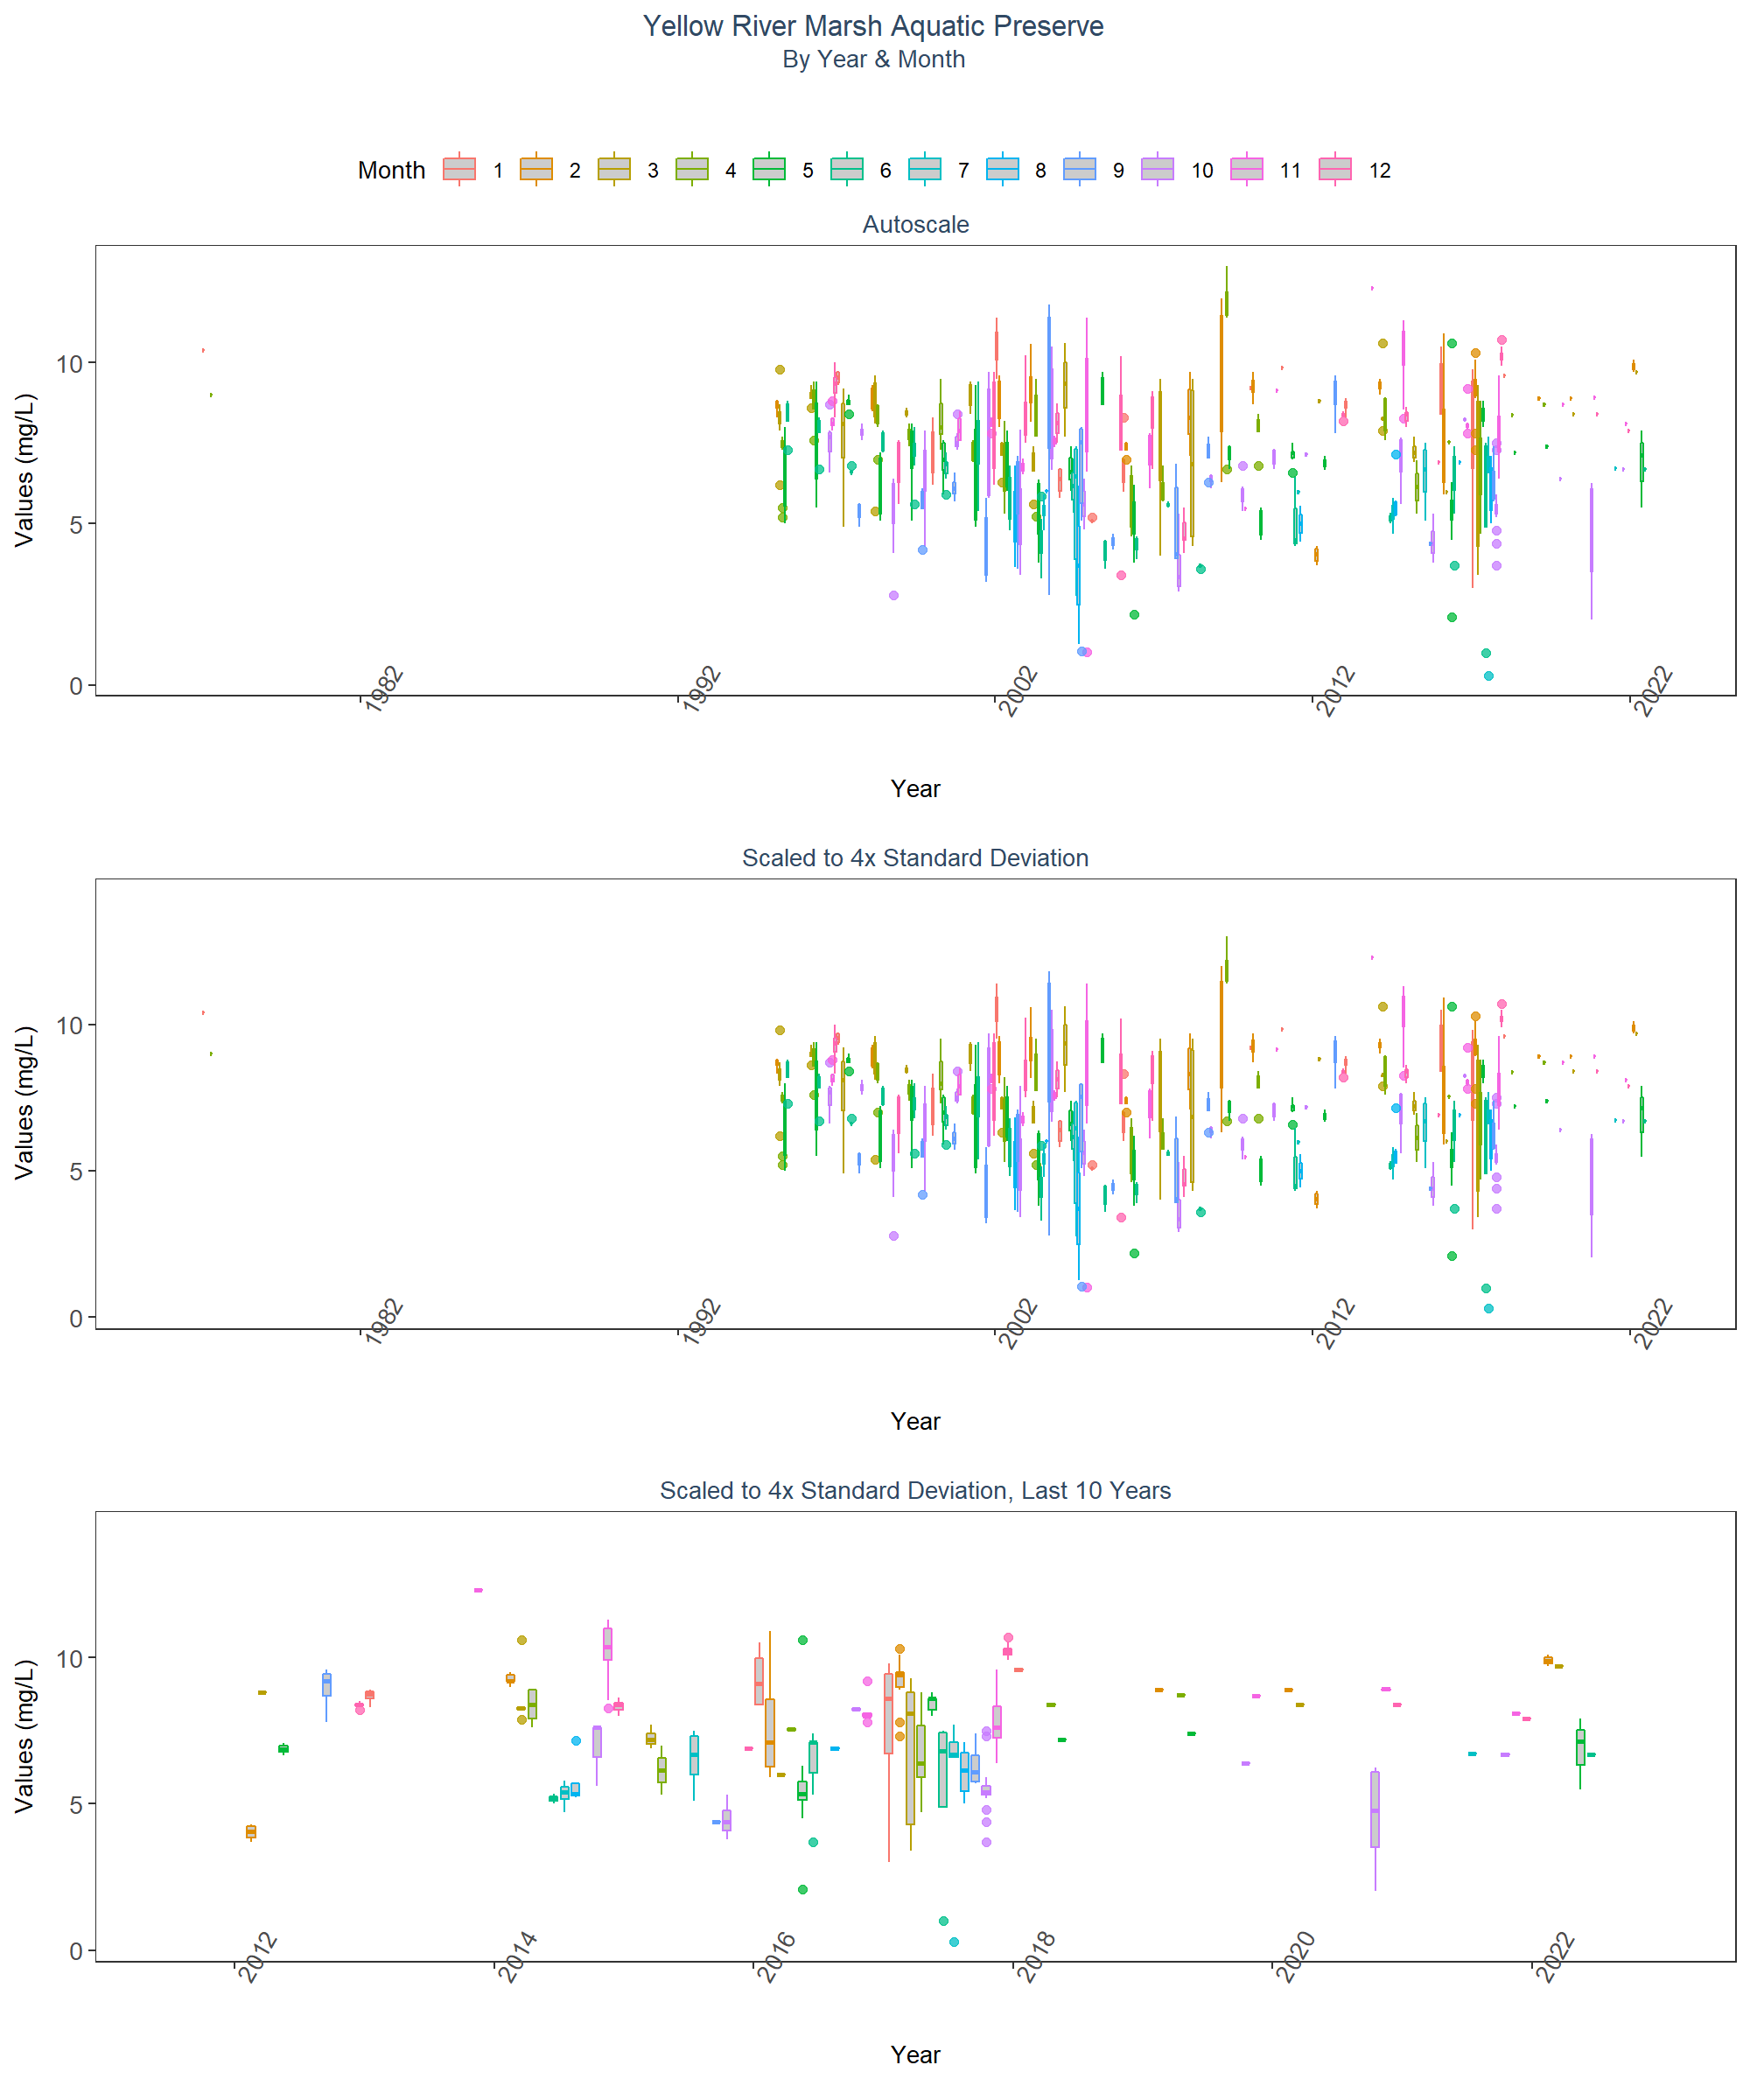 Yellow River Marsh Aquatic Preserve
By Year & Month
Month 1 2 3 4 5 6 7 8 9 10 11 12
Autoscale
Values (mg/L)
10
5
0
1982 1992 2002 2012 2022
Year
Scaled to 4x Standard Deviation
Values (mg/L)
10
5
0
1982 1992 2002 2012 2022
Year
Scaled to 4x Standard Deviation, Last 10 Years
Values (mg/L)
10
5
0
2012 2014 2016 2018 2020 2022
Year